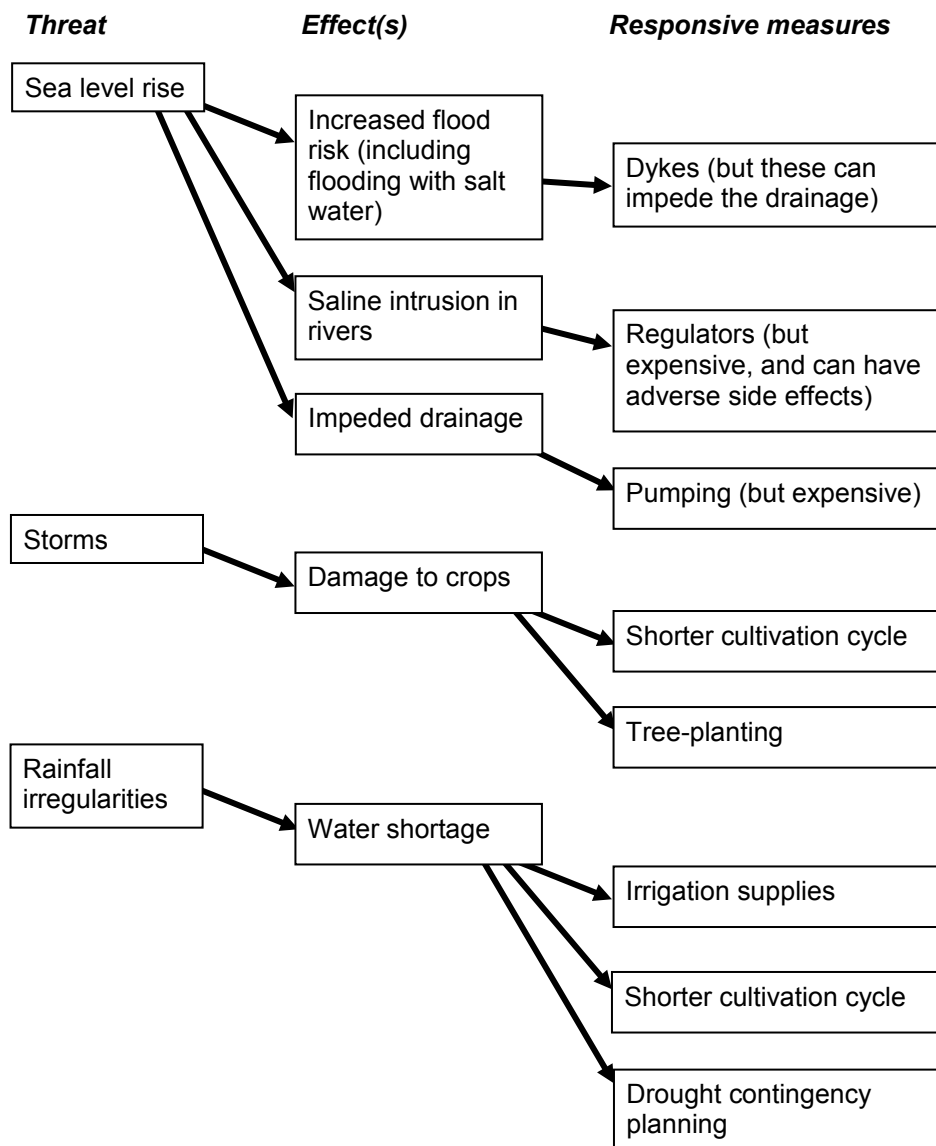 Threat
Effect(s)
Responsive measures
Sea level rise
Increased flood
risk (including
flooding with salt
water)
Dykes (but these can
impede the drainage)
Saline intrusion in
rivers
Regulators (but
expensive, and can have
adverse side effects)
Impeded drainage
Pumping (but expensive)
Storms
Damage to crops
Shorter cultivation cycle
Tree-planting
Rainfall
irregularities
Water shortage
Irrigation supplies
Shorter cultivation cycle
Drought contingency
planning